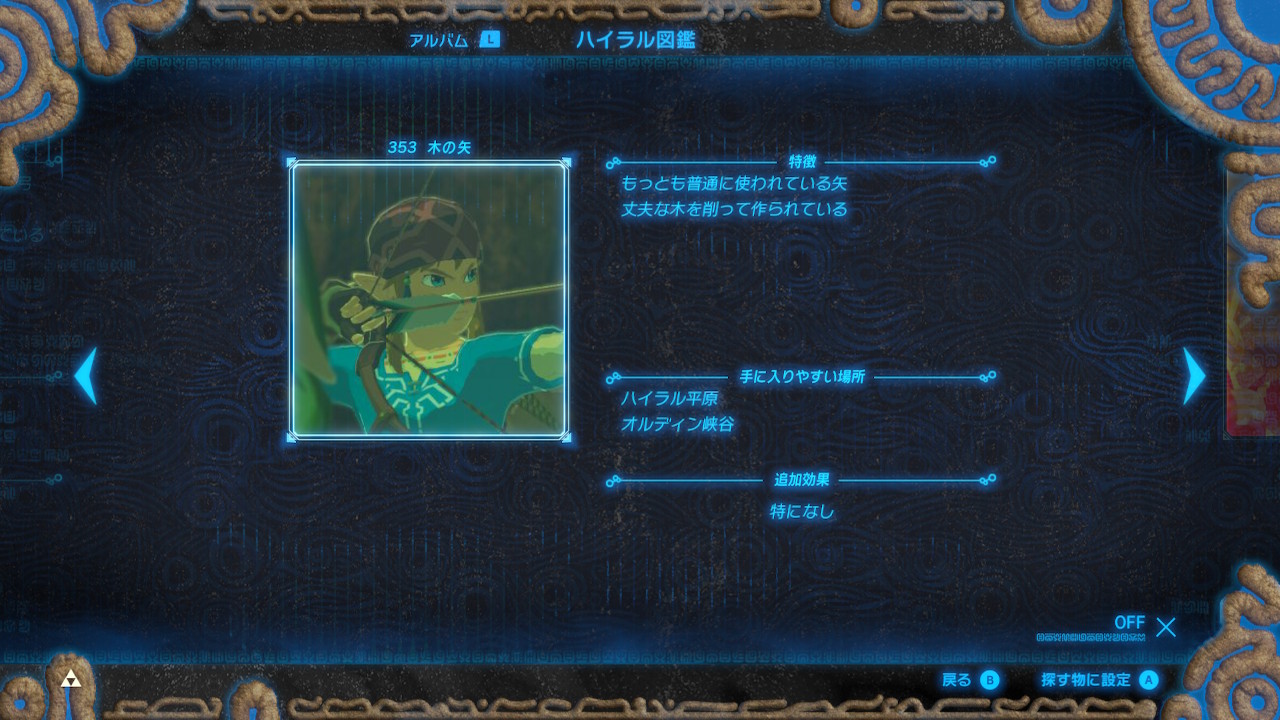 アルバム L
ハイラル図鑑
353 木の矢
特徴
もっとも普通に使われている矢
丈夫な木を削って作られている
手に入りやすい場所
ハイラル平原
オルディン峡谷
追加効果
特になし
OFF
戻る B
探す物に設定 A